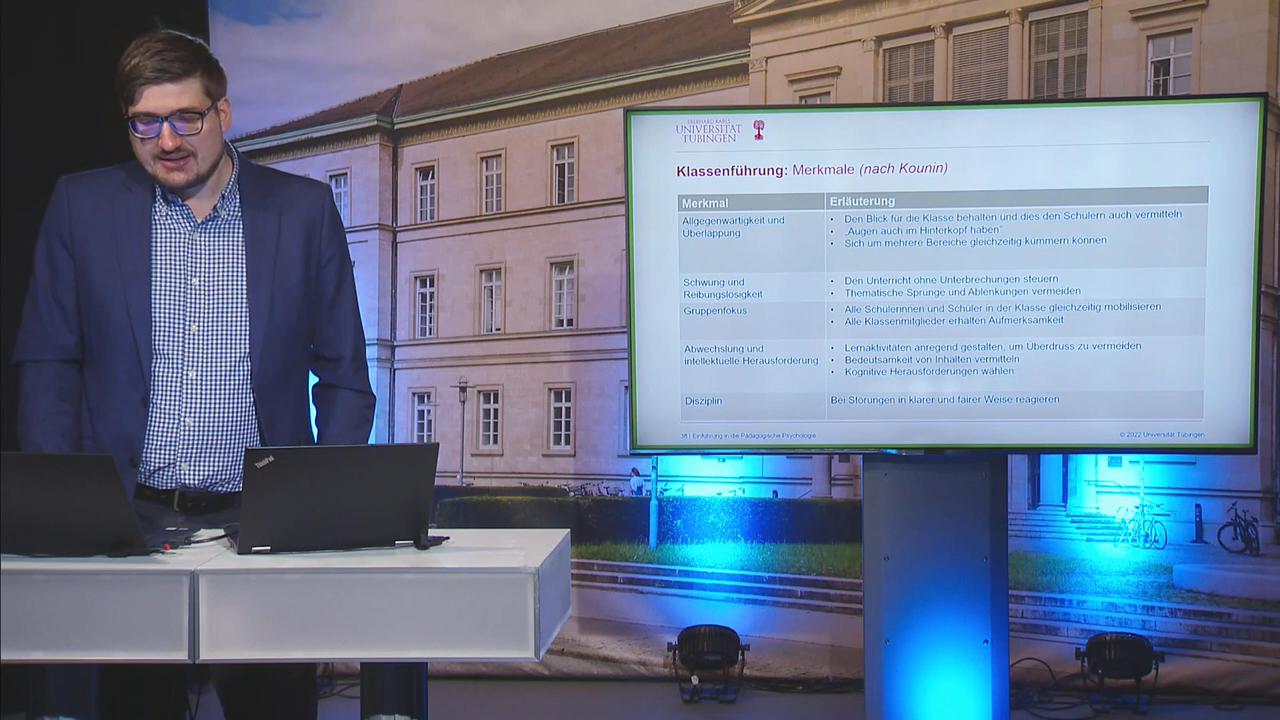 EBERHARD KARLS
UNIVERSITÄT
TÜBINGEN
Klassenführung: Merkmale (nach Kounin)
Merkmal Erläuterung
Allgegenwärtigkeit und Überlappung
• Den Blick für die Klasse behalten und dies den Schülern auch vermitteln
• „Augen auch im Hinterkopf haben“
• Sich um mehrere Bereiche gleichzeitig kümmern können
Schwung und Reibungslosigkeit
• Den Unterricht ohne Unterbrechungen steuern
• Thematische Sprünge und Ablenkungen vermeiden
Gruppenfokus
• Alle Schülerinnen und Schüler in der Klasse gleichzeitig mobilisieren
• Alle Klassenmitglieder erhalten Aufmerksamkeit
Abwechslung und intellektuelle Herausforderung
• Lernaktivitäten anregend gestalten, um Überdruss zu vermeiden
• Bedeutsamkeit von Inhalten vermitteln
• Kognitive Herausforderungen wählen
Disziplin
Bei Störungen in klarer und fairer Weise reagieren
| Einführung in die Pädagogische Psychologie
© 2022 Universität Tübingen
ThinkPad